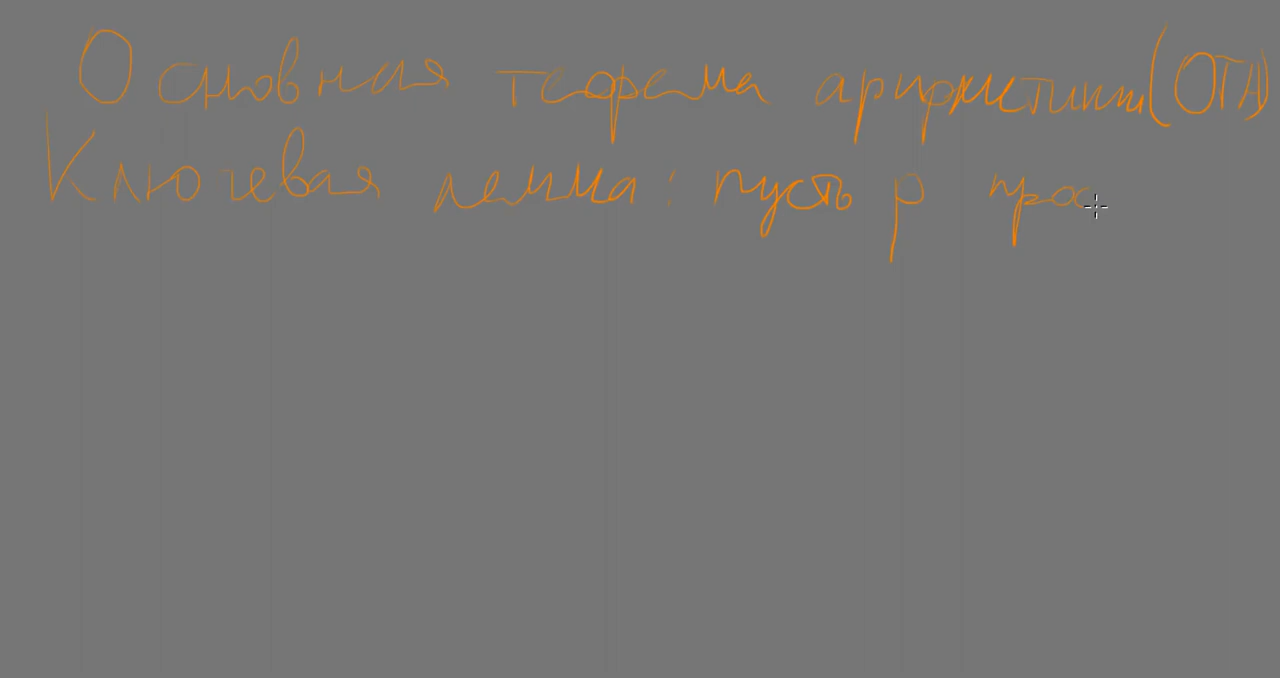 Основная теорема арифметики (ОТА)
Ключевая лемма: пусть p прос